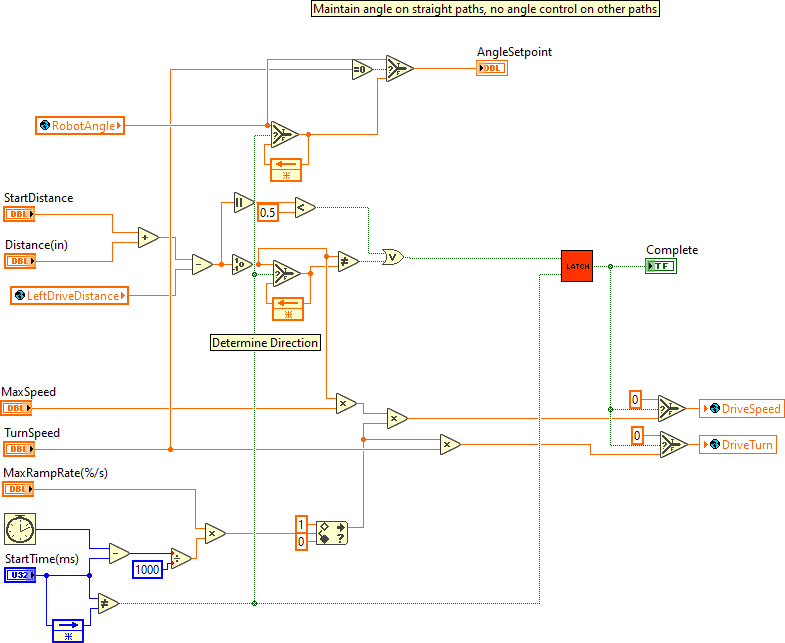 Maintain angle on straight paths, no angle control on other paths
AngleSetpoint
DBL
=0
? T F
RobotAngle
? T F
StartDistance
DBL
0.5
<
+
Distance(in)
DBL
-
≠
V
LATCH
Complete
TF
? T F
LeftDriveDistance
Determine Direction
MaxSpeed
DBL
×
×
0
? T F
DriveSpeed
TurnSpeed
DBL
×
0
? T F
DriveTurn
MaxRampRate(%/s)
DBL
×
1
0
?
StartTime(ms)
U32
-
1000
÷
≠